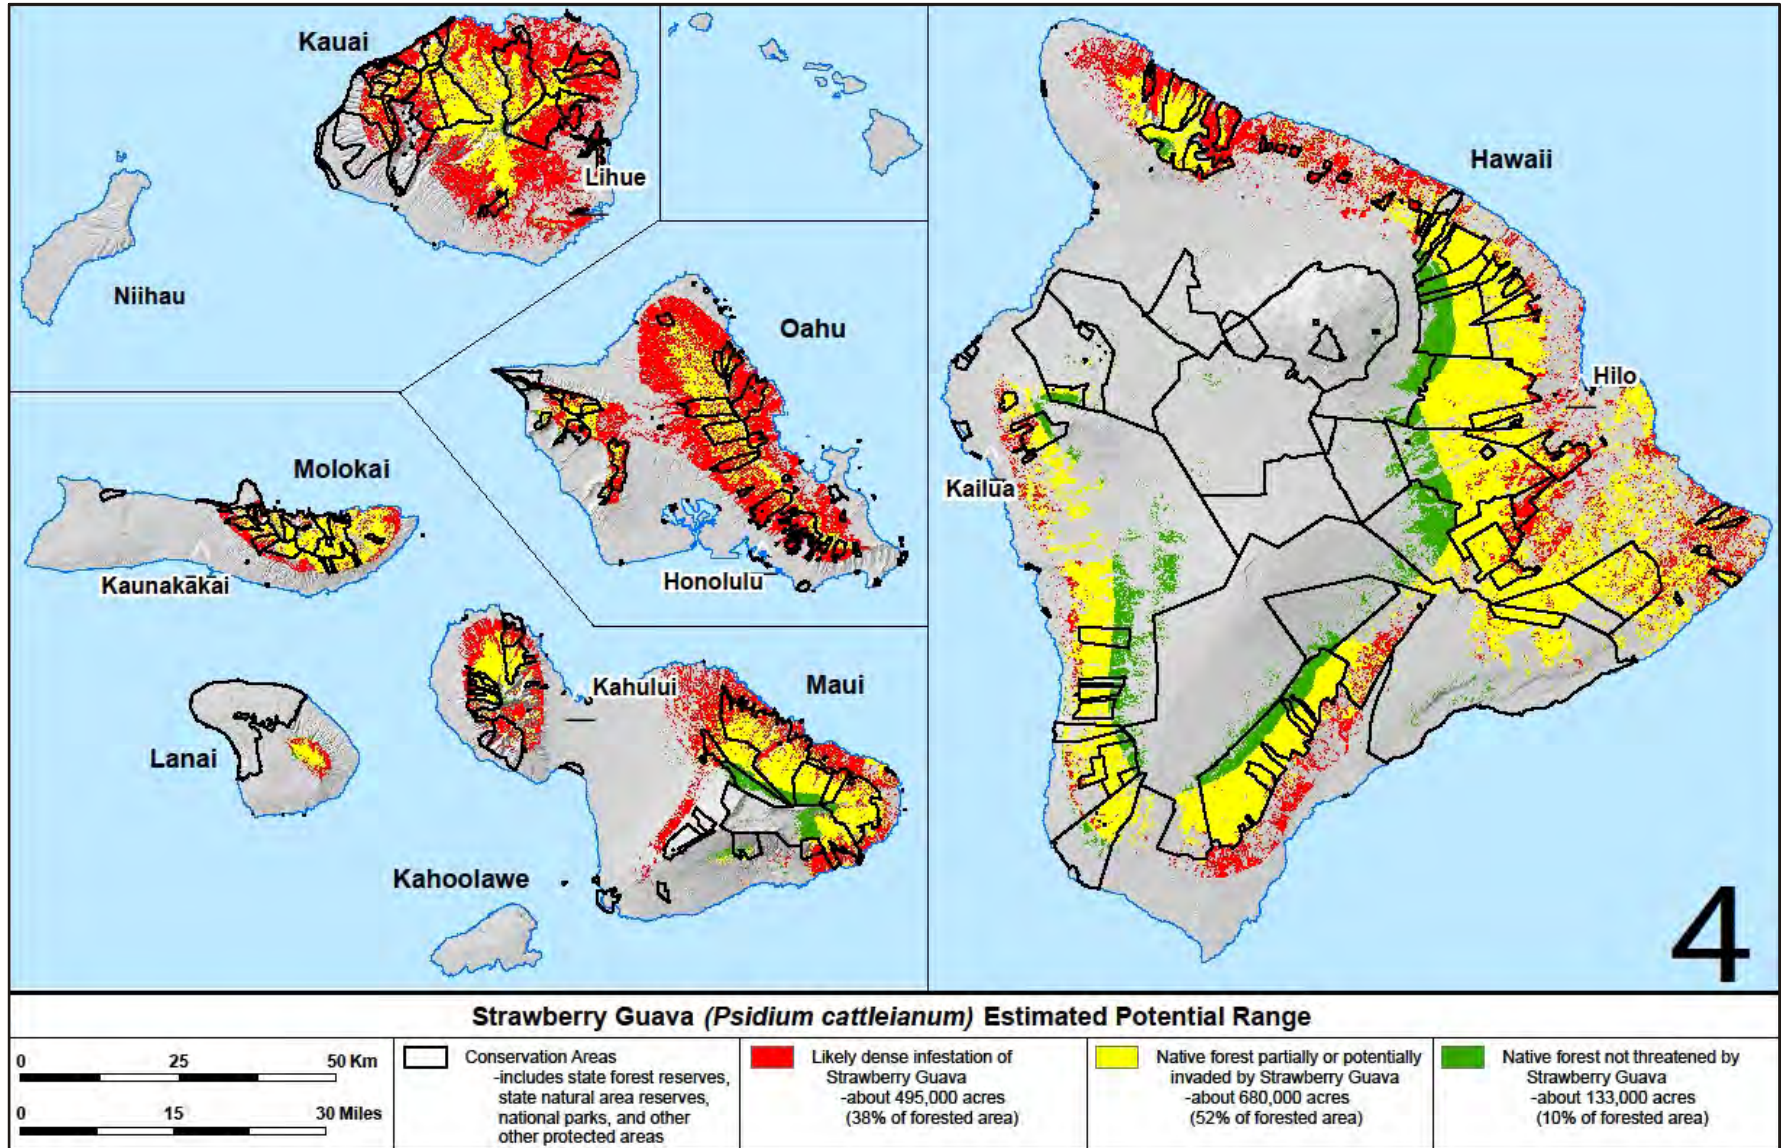 Kauai
Lihue
Niihau
Oahu
Honolulu
Molokai
Kaunakākai
Lanai
Kahului
Maui
Kahoolawe
Hawaii
Hilo
Kailua
4
Strawberry Guava (Psidium cattleianum) Estimated Potential Range
0 25 50 Km
0 15 30 Miles
Conservation Areas
-includes state forest reserves,
state natural area reserves,
national parks, and other
other protected areas
Likely dense infestation of
Strawberry Guava
-about 495,000 acres
(38% of forested area)
Native forest partially or potentially
invaded by Strawberry Guava
-about 680,000 acres
(52% of forested area)
Native forest not threatened by
Strawberry Guava
-about 133,000 acres
(10% of forested area)